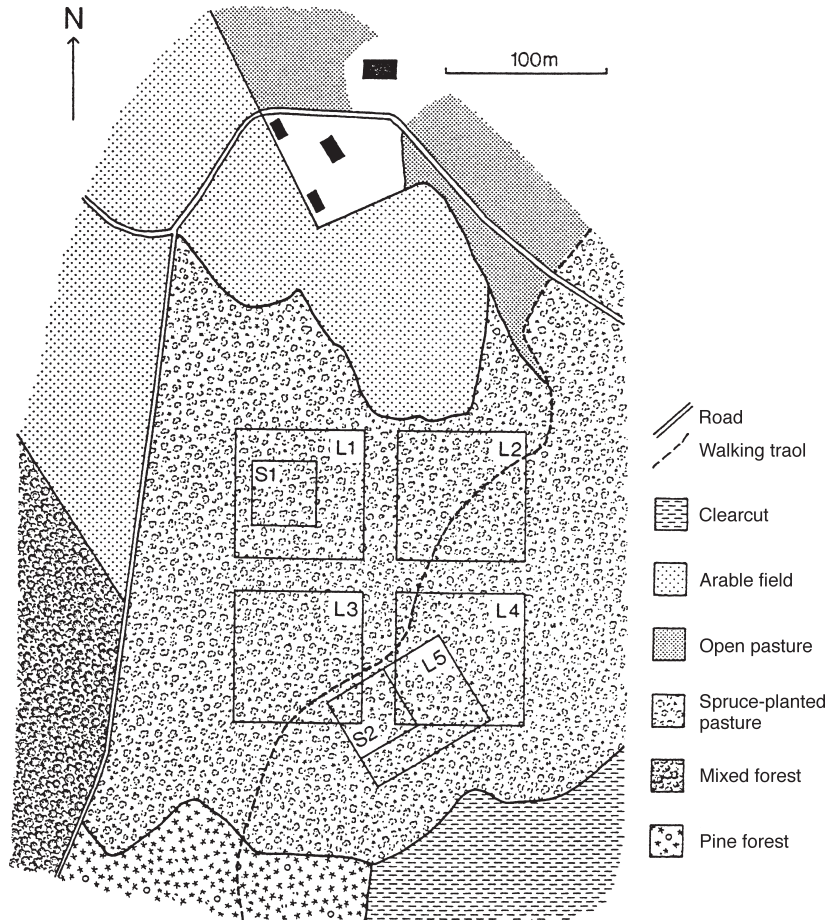 N
100m
L1
S1
L2
L3
L4
L5
S2
Road
Walking traol
Clearcut
Arable field
Open pasture
Spruce-planted
pasture
Mixed forest
Pine forest